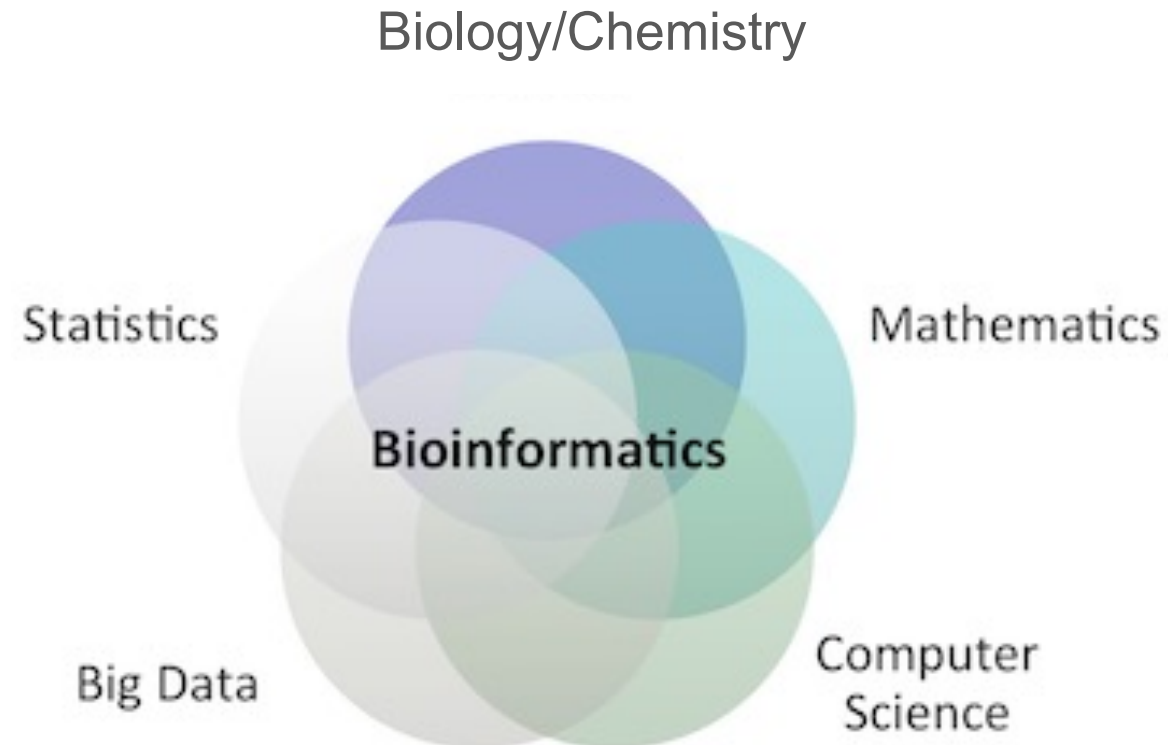 Biology/Chemistry
Statistics
Mathematics
Bioinformatics
Big Data
Computer
Science